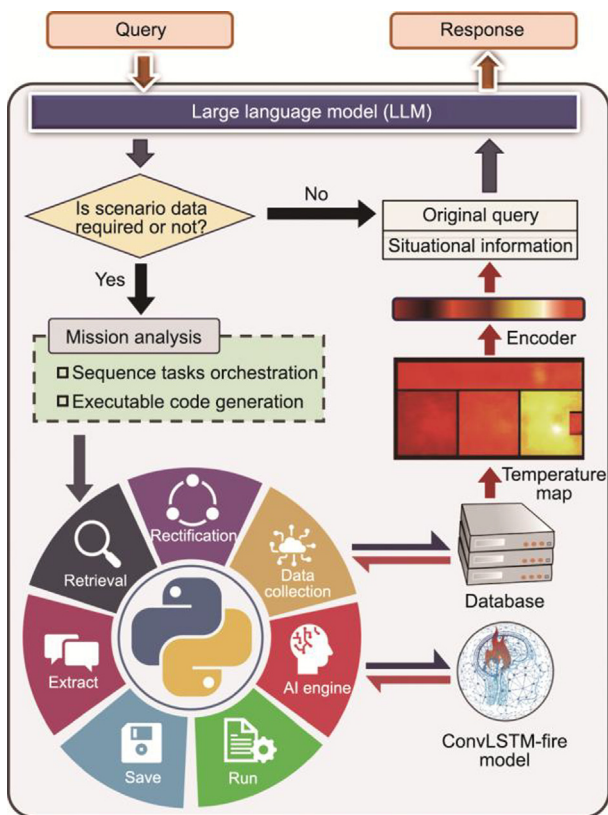 Query
Response
Large language model (LLM)
Is scenario data
required or not?
No
Original query
Situational information
Yes
Encoder
Mission analysis
Sequence tasks orchestration
Executable code generation
Temperature
map
Rectification
Retrieval
Data
collection
Database
Extract
AI engine
Save
Run
ConvLSTM-fire
model